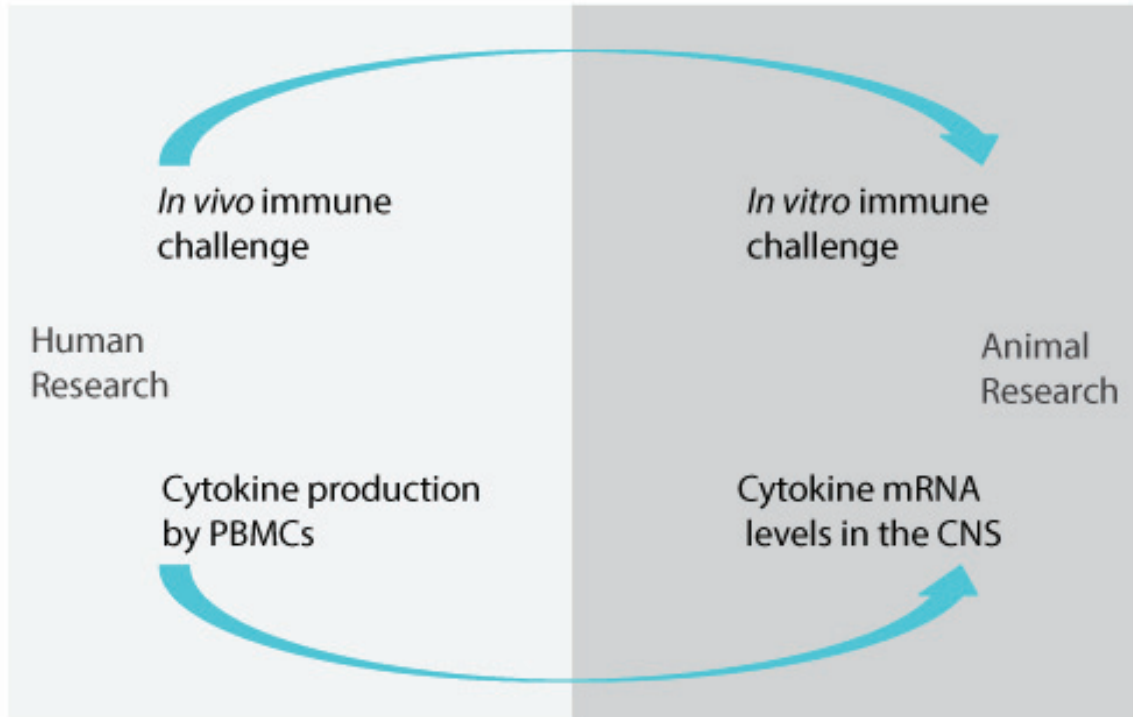 In vivo immune
challenge
In vitro immune
challenge
Human
Research
Animal
Research
Cytokine production
by PBMCs
Cytokine mRNA
levels in the CNS